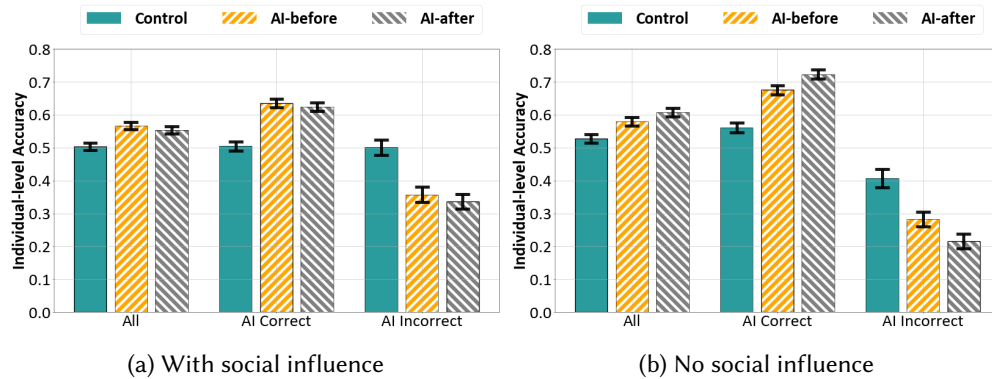 Control AI-before AI-after
Individual-level Accuracy
0.8
0.7
0.6
0.5
0.4
0.3
0.2
0.1
0.0
All AI Correct AI Incorrect
(a) With social influence
Control AI-before AI-after
Individual-level Accuracy
0.8
0.7
0.6
0.5
0.4
0.3
0.2
0.1
0.0
All AI Correct AI Incorrect
(b) No social influence